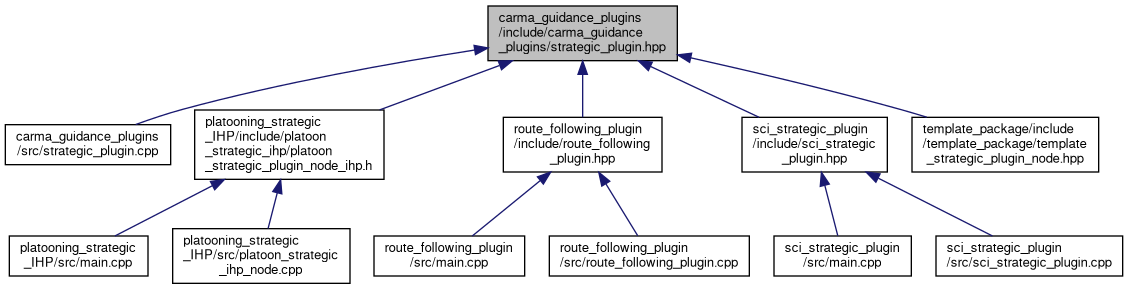 carma_guidance_plugins
/include/carma_guidance
_plugins/strategic_plugin.hpp
carma_guidance_plugins
/src/strategic_plugin.cpp
platooning_strategic
_IHP/include/platoon
_strategic_ihp/platoon
_strategic_plugin_node_ihp.h
route_following_plugin
/include/route_following
_plugin.hpp
sci_strategic_plugin
/include/sci_strategic
_plugin.hpp
template_package/include
/template_package/template
_strategic_plugin_node.hpp
platooning_strategic
_IHP/src/main.cpp
platooning_strategic
_IHP/src/platoon_strategic
_ihp_node.cpp
route_following_plugin
/src/main.cpp
route_following_plugin
/src/route_following_plugin.cpp
sci_strategic_plugin
/src/main.cpp
sci_strategic_plugin
/src/sci_strategic_plugin.cpp